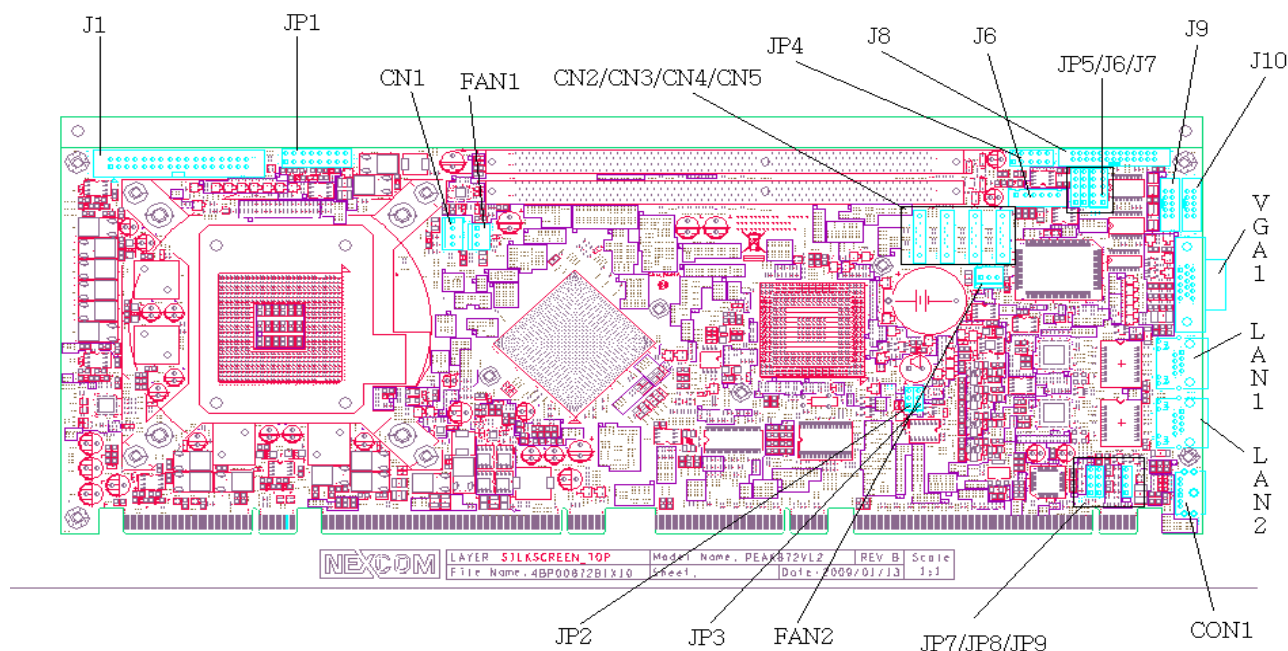 J1
JP1
CN1
FAN1
CN2/CN3/CN4/CN5
JP4
J8
J6
JP5/J6/J7
J9
J10
VGA1
LAN1
LAN2
NEXCOM
LAYER SILKSCREEN_TOP
Model Name. PEAK872VL2
REV B
Scale
File Name. 4BP00872B1X10
Sheet.
Date. 2009/01/13
1:1
JP2
JP3
FAN2
JP7/JP8/JP9
CON1